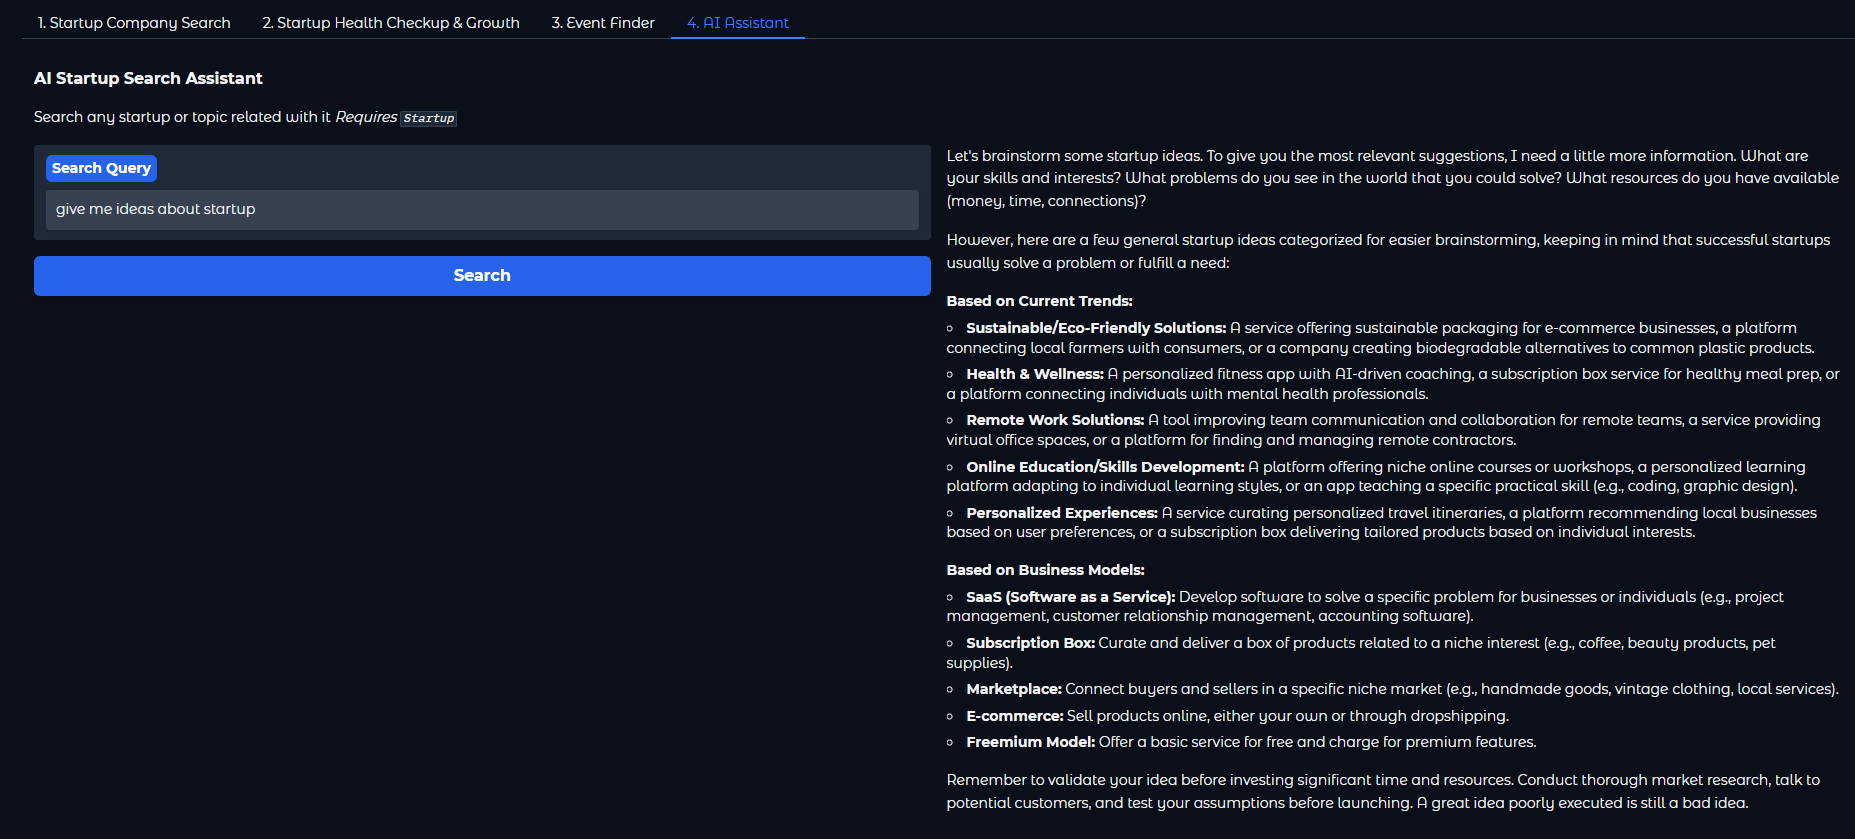 1. Startup Company Search 2. Startup Health Checkup & Growth 3. Event Finder 4. AI Assistant
AI Startup Search Assistant
Search any startup or topic related with it Requires Startup
Search Query
give me ideas about startup
Search
Let's brainstorm some startup ideas. To give you the most relevant suggestions, I need a little more information. What are
your skills and interests? What problems do you see in the world that you could solve? What resources do you have available
(money, time, connections)?
However, here are a few general startup ideas categorized for easier brainstorming, keeping in mind that successful startups
usually solve a problem or fulfill a need:
Based on Current Trends:
◦ Sustainable/Eco-Friendly Solutions: A service offering sustainable packaging for e-commerce businesses, a platform
connecting local farmers with consumers, or a company creating biodegradable alternatives to common plastic products.
◦ Health & Wellness: A personalized fitness app with AI-driven coaching, a subscription box service for healthy meal prep, or
a platform connecting individuals with mental health professionals.
◦ Remote Work Solutions: A tool improving team communication and collaboration for remote teams, a service providing
virtual office spaces, or a platform for finding and managing remote contractors.
◦ Online Education/Skills Development: A platform offering niche online courses or workshops, a personalized learning
platform adapting to individual learning styles, or an app teaching a specific practical skill (e.g., coding, graphic design).
◦ Personalized Experiences: A service curating personalized travel itineraries, a platform recommending local businesses
based on user preferences, or a subscription box delivering tailored products based on individual interests.
Based on Business Models:
◦ SaaS (Software as a Service): Develop software to solve a specific problem for businesses or individuals (e.g., project
management, customer relationship management, accounting software).
◦ Subscription Box: Curate and deliver a box of products related to a niche interest (e.g., coffee, beauty products, pet
supplies).
◦ Marketplace: Connect buyers and sellers in a specific niche market (e.g., handmade goods, vintage clothing, local services).
◦ E-commerce: Sell products online, either your own or through dropshipping.
◦ Freemium Model: Offer a basic service for free and charge for premium features.
Remember to validate your idea before investing significant time and resources. Conduct thorough market research, talk to
potential customers, and test your assumptions before launching. A great idea poorly executed is still a bad idea.